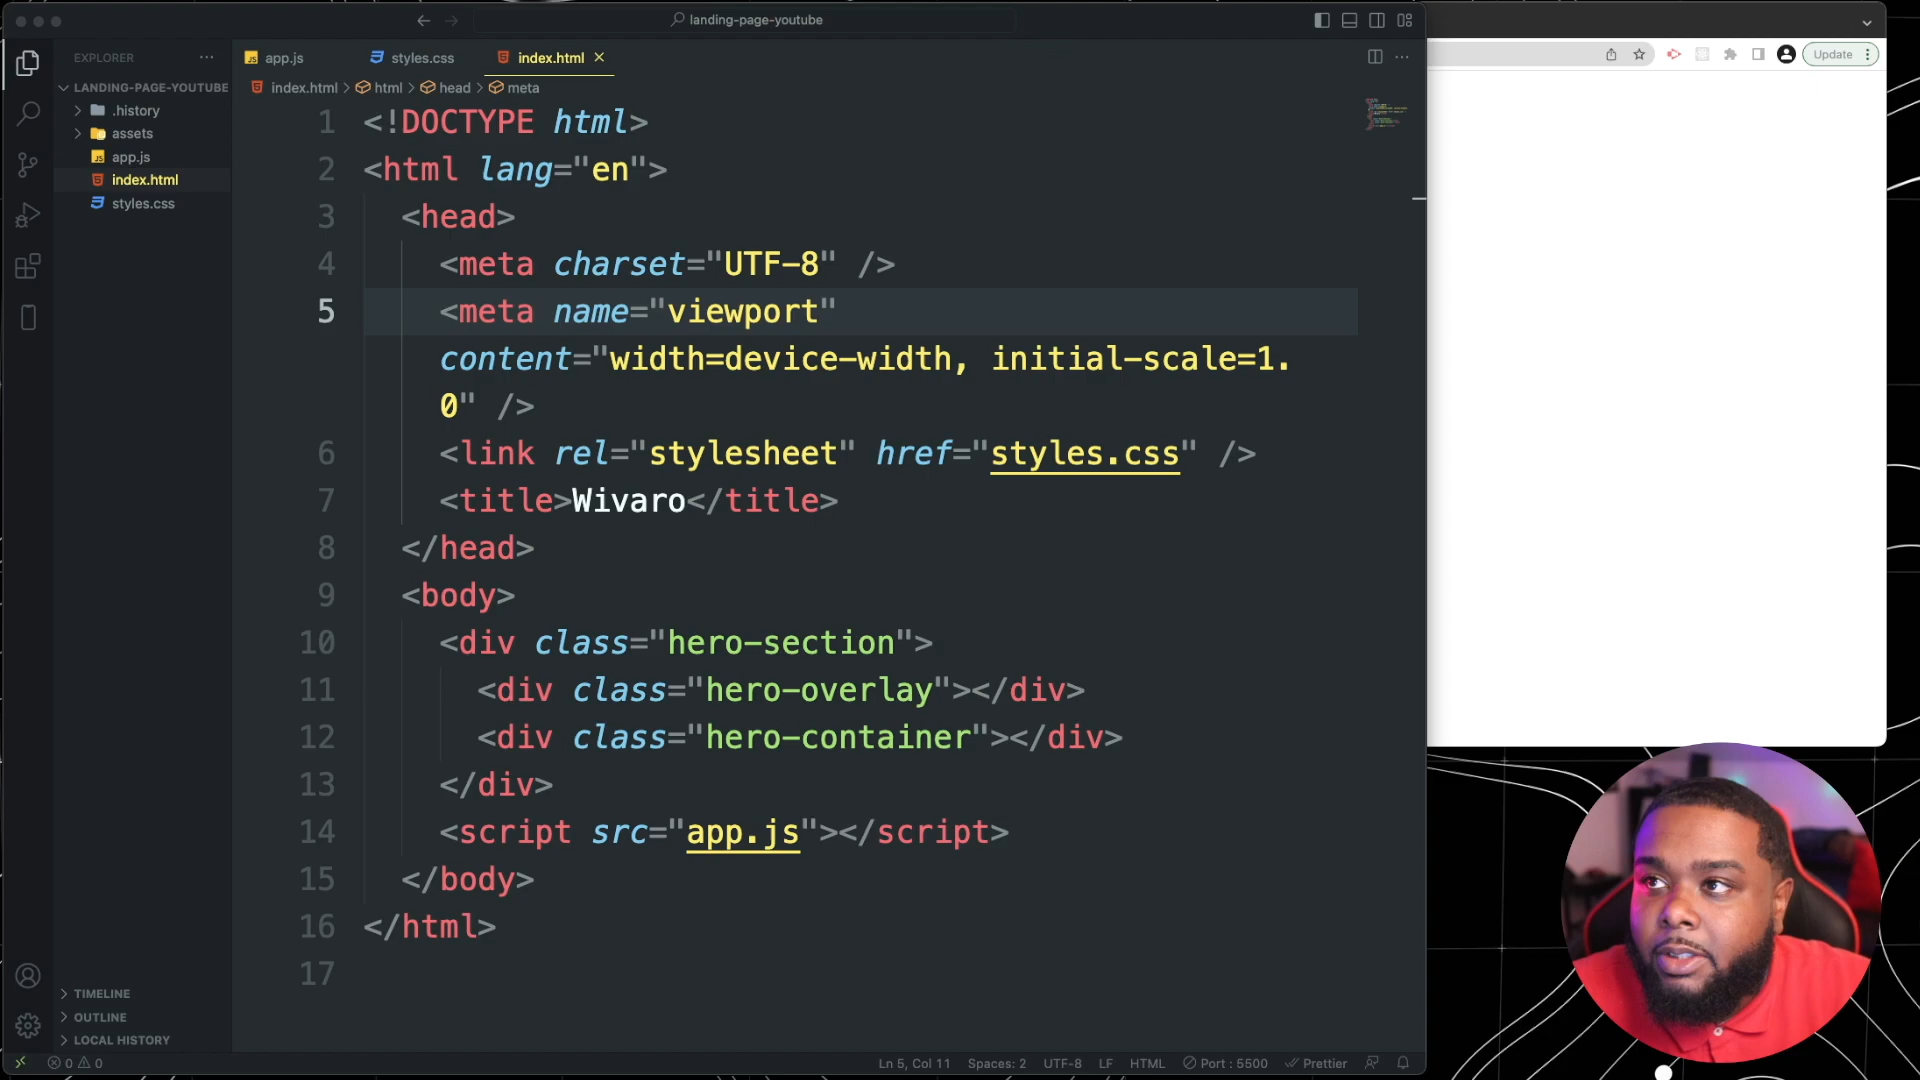 landing-page-youtube
EXPLORER
LANDING-PAGE-YOUTUBE
.history
assets
app.js
index.html
styles.css
TIMELINE
OUTLINE
LOCAL HISTORY
app.js
styles.css
index.html
index.html > html > head > meta
1 <!DOCTYPE html>
2 <html lang="en">
3 <head>
4 <meta charset="UTF-8" />
5 <meta name="viewport"
content="width=device-width, initial-scale=1.
0" />
6 <link rel="stylesheet" href="styles.css" />
7 <title>Wivaro</title>
8 </head>
9 <body>
10 <div class="hero-section">
11 <div class="hero-overlay"></div>
12 <div class="hero-container"></div>
13 </div>
14 <script src="app.js"></script>
15 </body>
16 </html>
17
0 0
Ln 5, Col 11 Spaces: 2 UTF-8 LF HTML Port : 5500 Prettier
Update